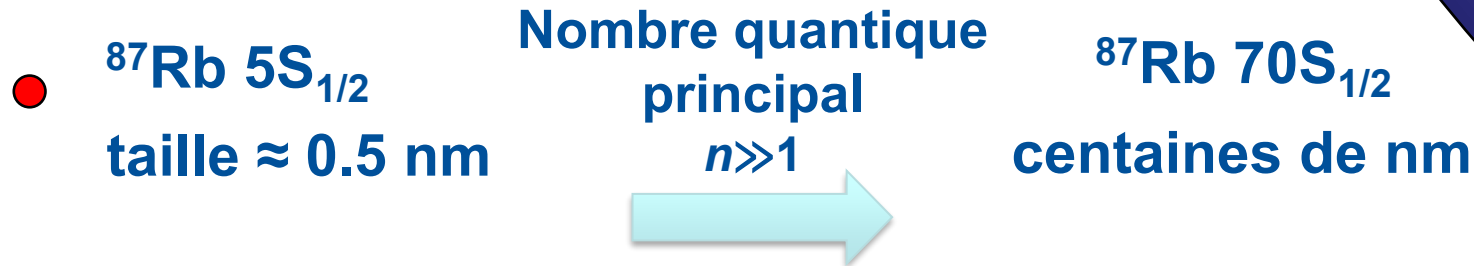 ⁸⁷Rb 5S₁/₂
taille ≈ 0.5 nm
Nombre quantique
principal
n≫1
⁸⁷Rb 70S₁/₂
centaines de nm